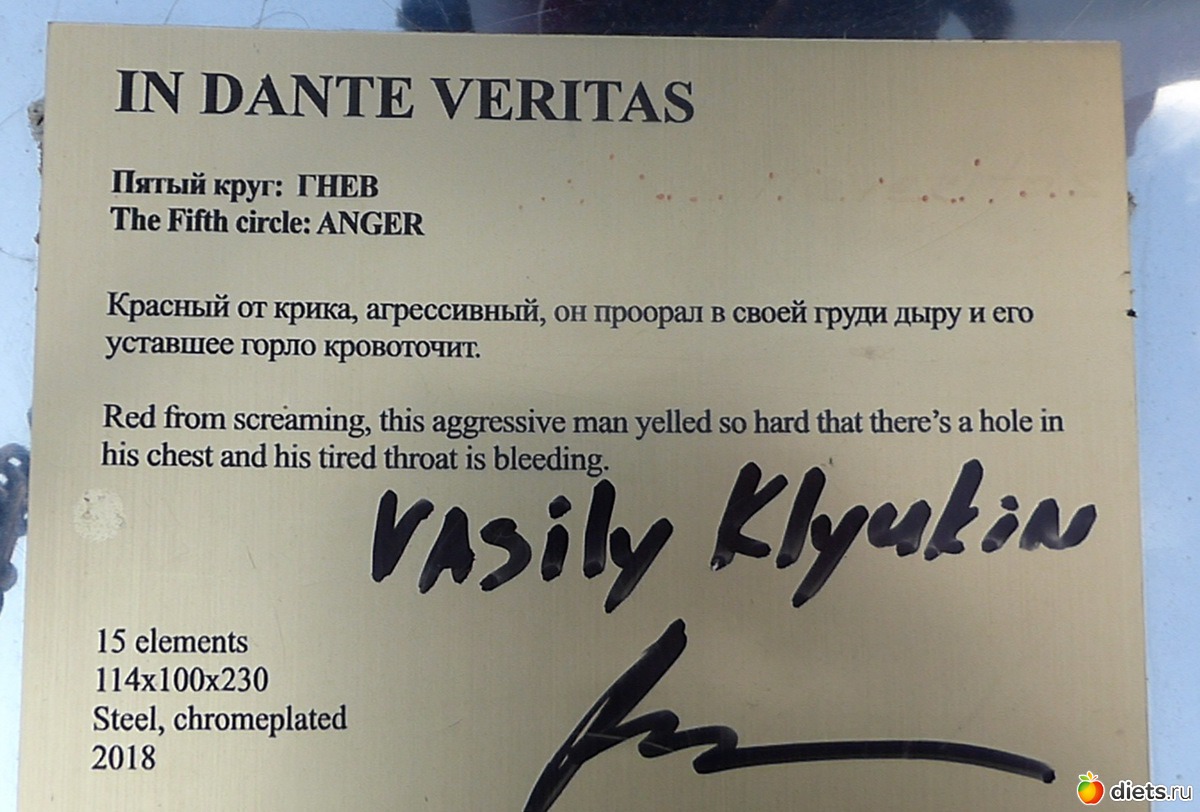 IN DANTE VERITAS
Пятый круг: ГНЕВ
The Fifth circle: ANGER
Красный от крика, агрессивный, он проорал в своей груди дыру и его
уставшее горло кровоточит.
Red from screaming, this aggressive man yelled so hard that there’s a hole in
his chest and his tired throat is bleeding.
Vasily Klyukin
15 elements
114x100x230
Steel, chromeplated
2018
diets.ru